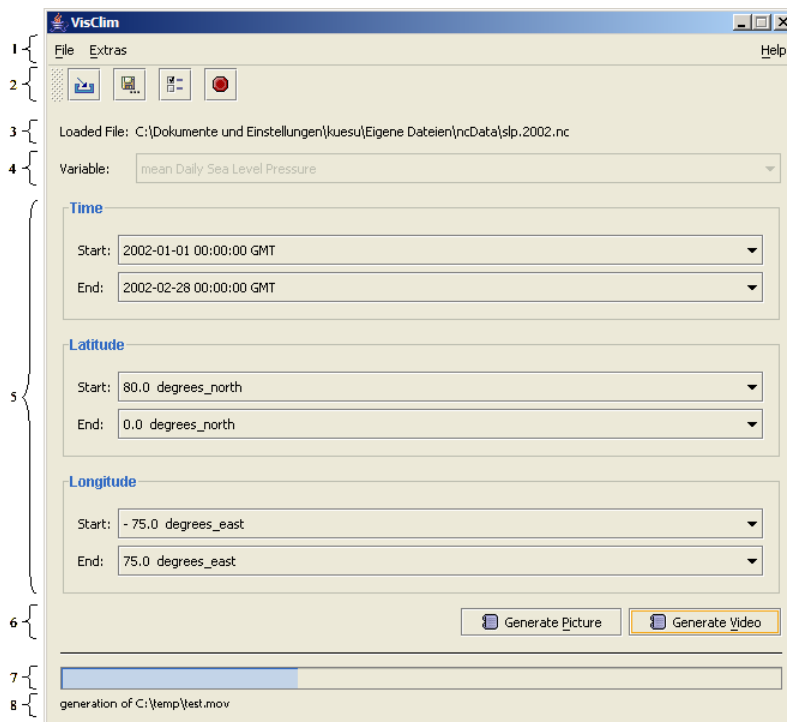 VisClim
1 File Extras Help
2
3 Loaded File: C:\Dokumente und Einstellungen\kuesu\Eigene Dateien\ncData\slp.2002.nc
4 Variable: mean Daily Sea Level Pressure
5
Time
Start: 2002-01-01 00:00:00 GMT
End: 2002-02-28 00:00:00 GMT
Latitude
Start: 80.0 degrees_north
End: 0.0 degrees_north
Longitude
Start: - 75.0 degrees_east
End: 75.0 degrees_east
6 Generate Picture Generate Video
7
8 generation of C:\temp\test.mov